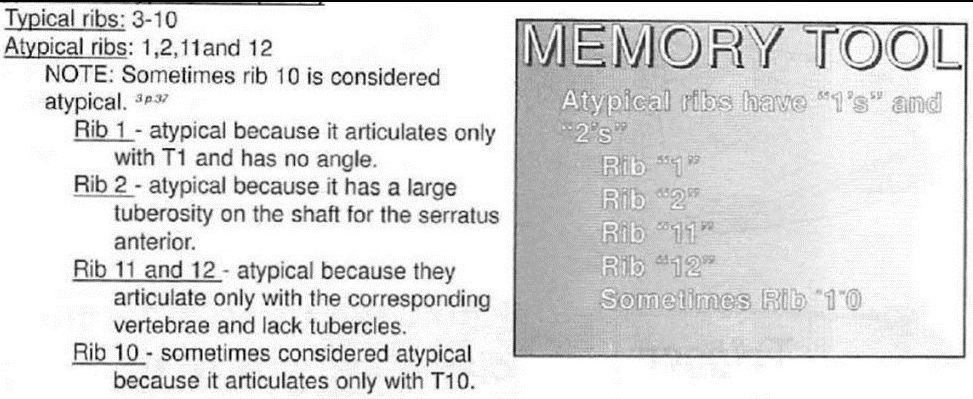 Typical ribs: 3-10
Atypical ribs: 1,2,11and 12
NOTE: Sometimes rib 10 is considered
atypical. 3p.37
Rib 1 - atypical because it articulates only
with T1 and has no angle.
Rib 2 - atypical because it has a large
tuberosity on the shaft for the serratus
anterior.
Rib 11 and 12 - atypical because they
articulate only with the corresponding
vertebrae and lack tubercles.
Rib 10 - sometimes considered atypical
because it articulates only with T10.
MEMORY TOOL
Atypical ribs have "1's" and
"2's"
Rib "1"
Rib "2"
Rib "11"
Rib "12"
Sometimes Rib "1"0